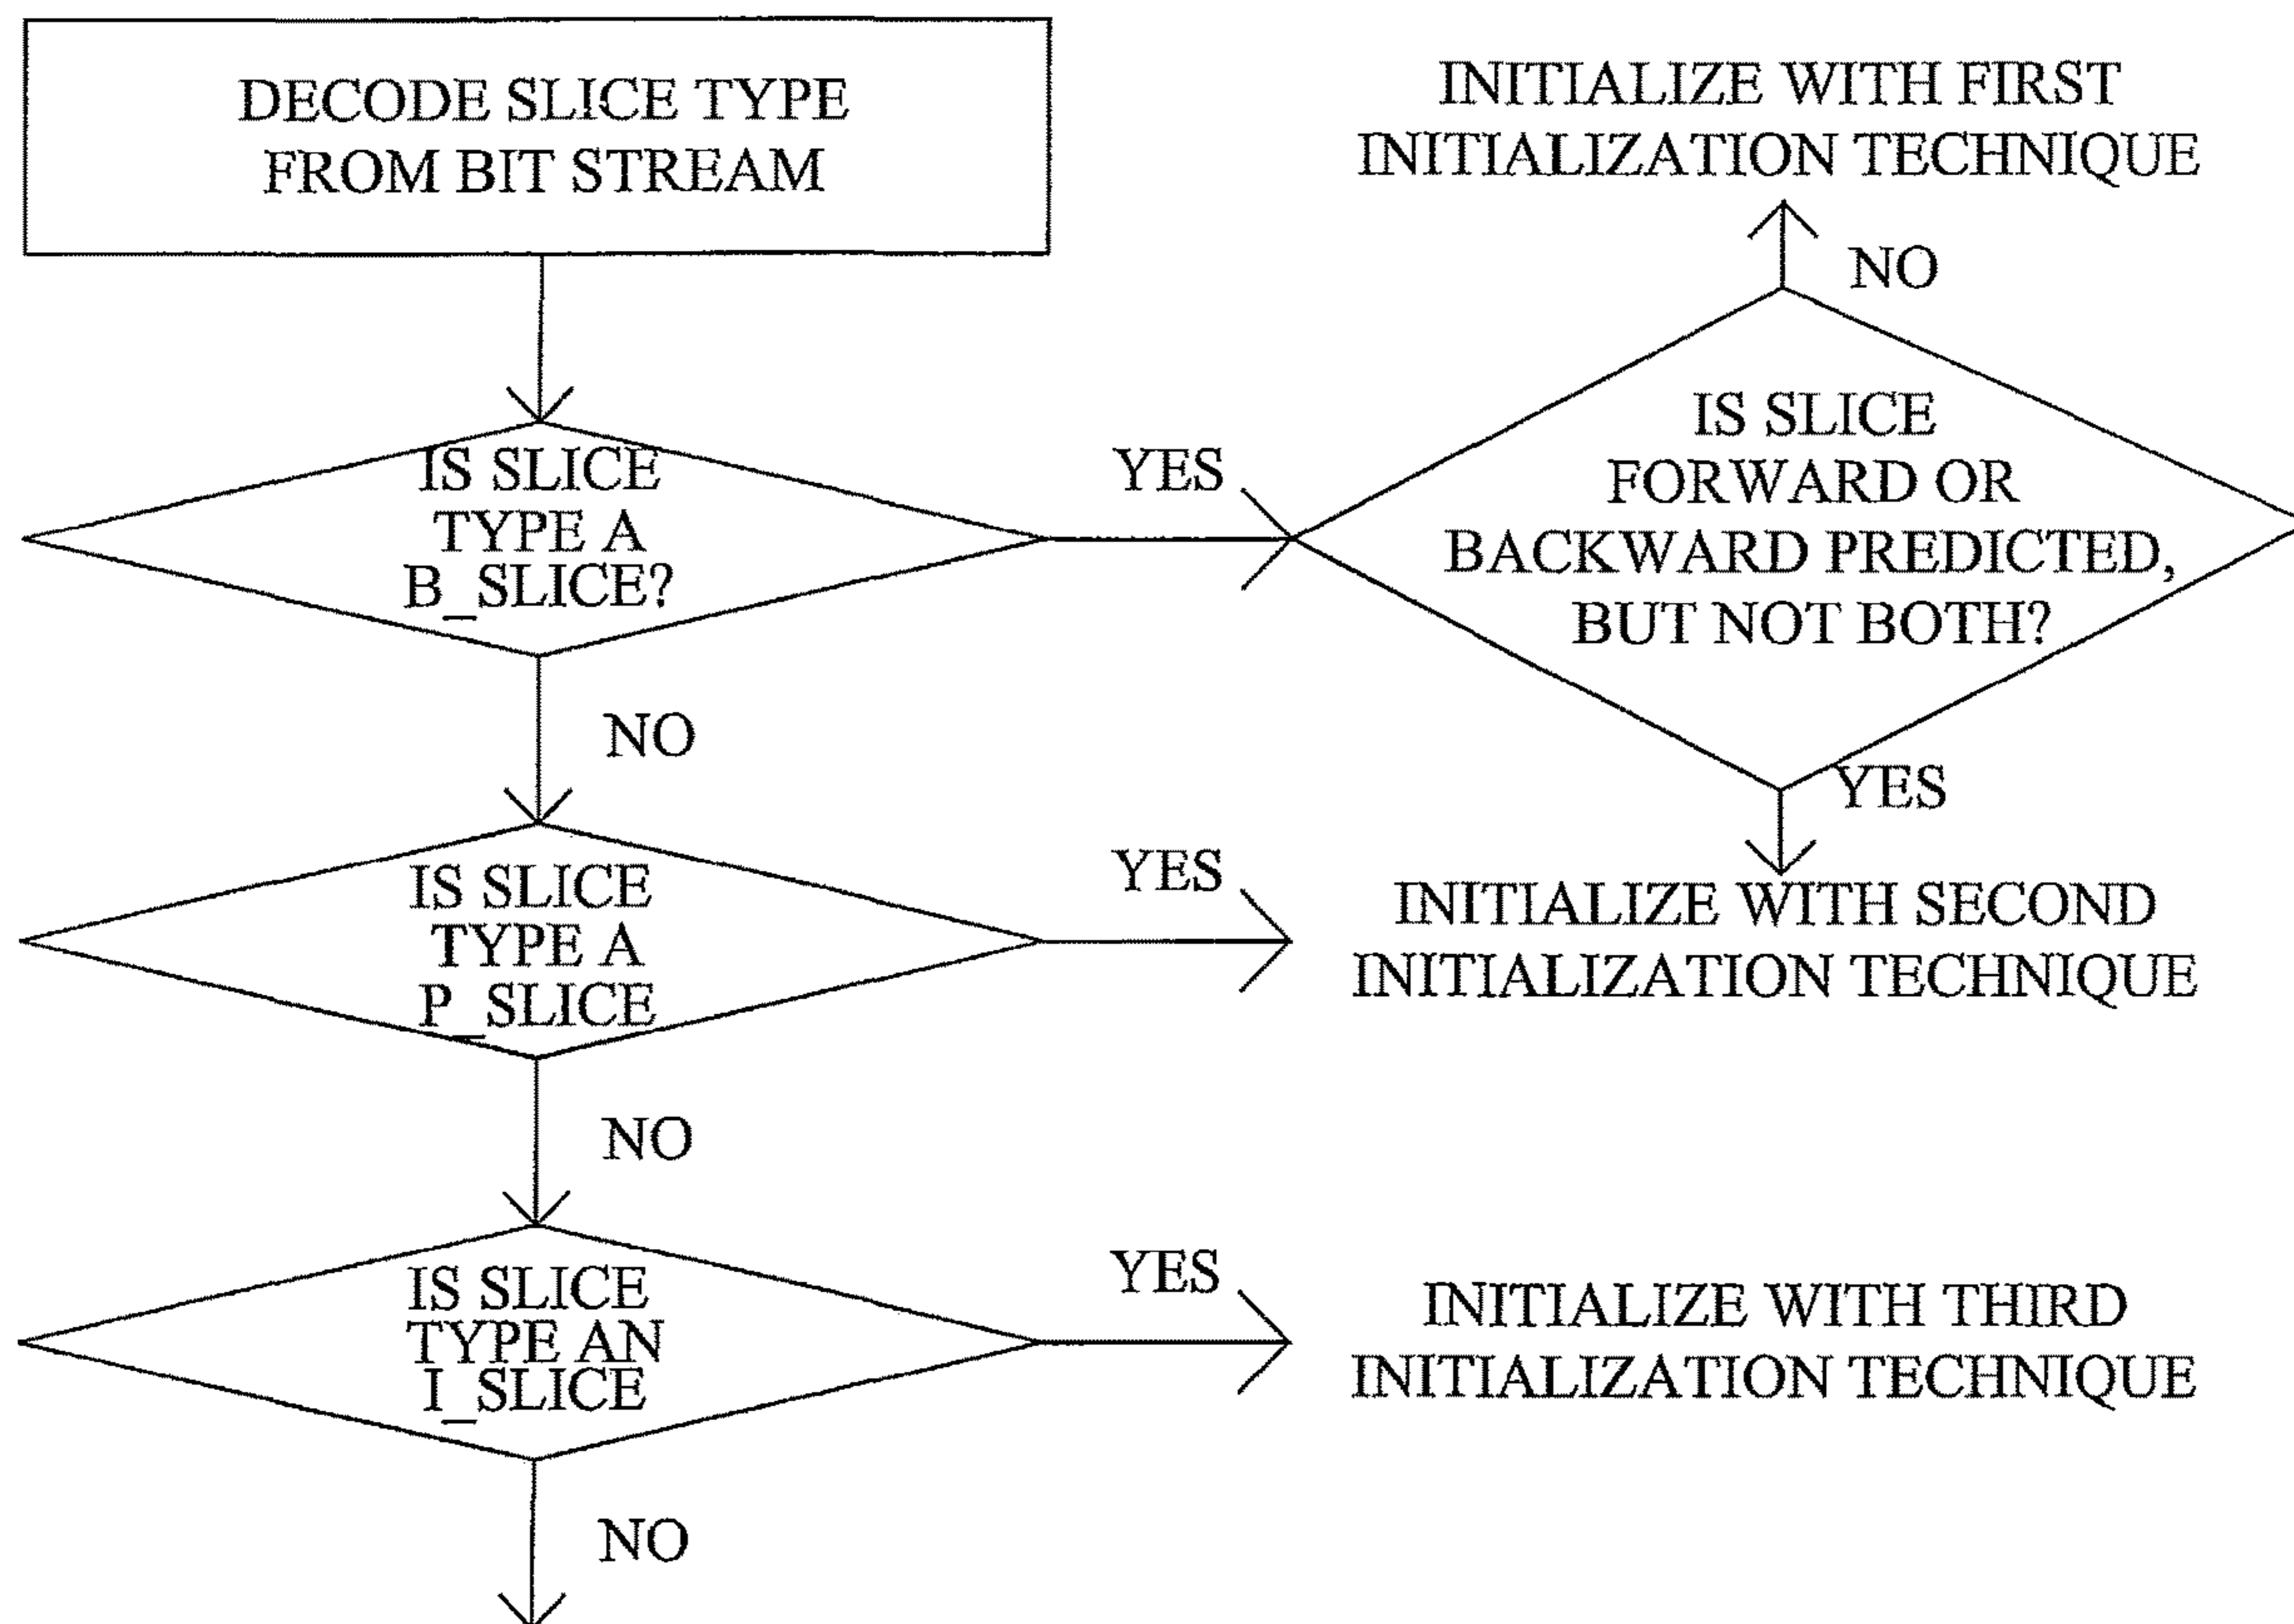 DECODE SLICE TYPE
FROM BIT STREAM
INITIALIZE WITH FIRST
INITIALIZATION TECHNIQUE
NO
IS SLICE
TYPE A
B_SLICE?
YES
IS SLICE
FORWARD OR
BACKWARD PREDICTED,
BUT NOT BOTH?
NO
YES
IS SLICE
TYPE A
P_SLICE
YES
INITIALIZE WITH SECOND
INITIALIZATION TECHNIQUE
NO
IS SLICE
TYPE AN
I_SLICE
YES
INITIALIZE WITH THIRD
INITIALIZATION TECHNIQUE
NO